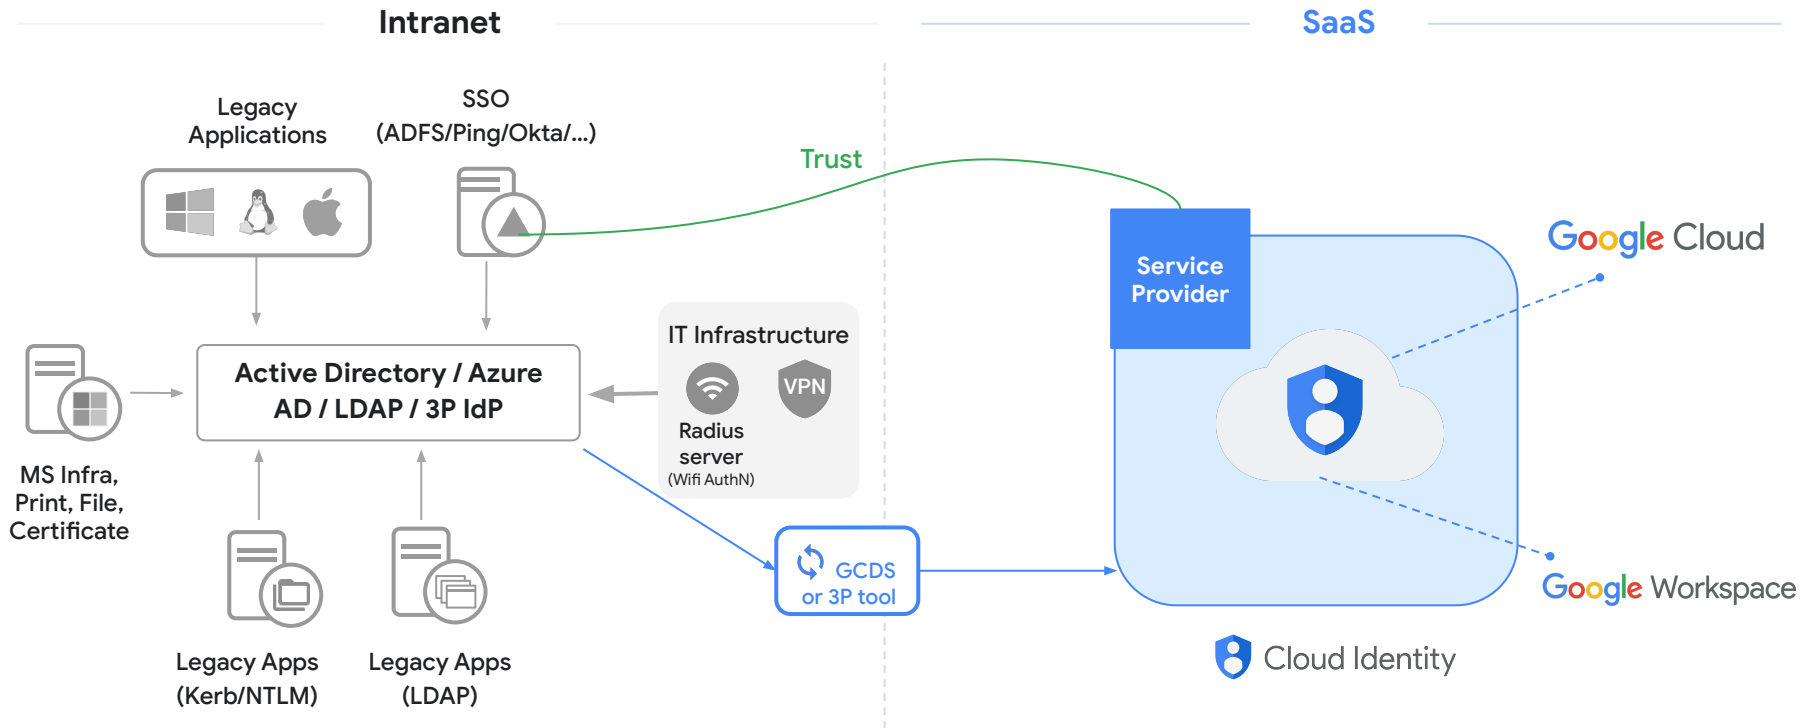 Intranet
SaaS
Legacy
Applications
SSO
(ADFS/Ping/Okta/...)
Trust
Service
Provider
Google Cloud
IT Infrastructure
VPN
Radius
server
(Wifi AuthN)
Active Directory / Azure
AD / LDAP / 3P IdP
MS Infra,
Print, File,
Certificate
GCDS
or 3P tool
Google Workspace
Legacy Apps
(Kerb/NTLM)
Legacy Apps
(LDAP)
Cloud Identity